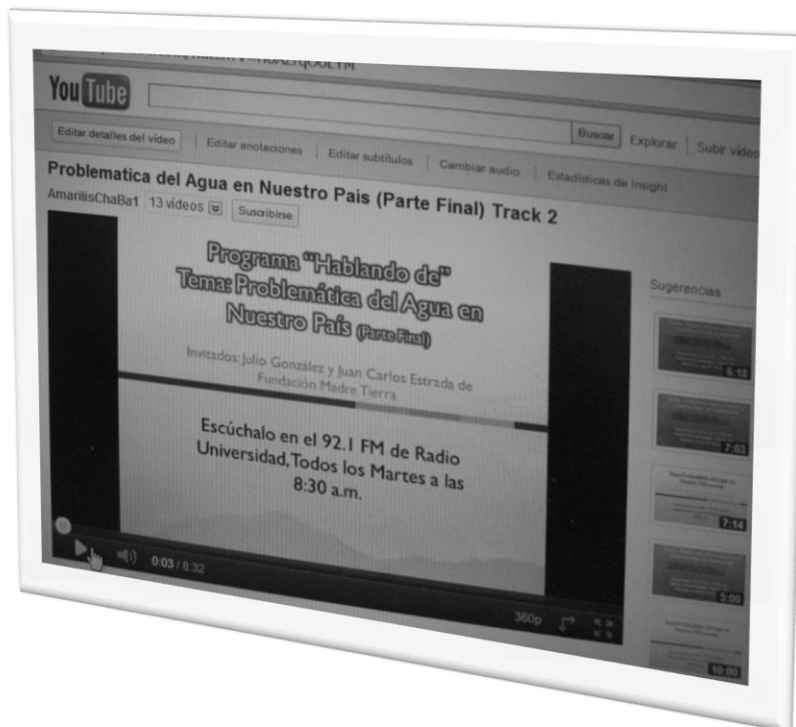 YouTube
Buscar Explorar Subir video
Editar detalles del vídeo Editar anotaciones Editar subtítulos Cambiar audio Estadísticas de Insight
Problematica del Agua en Nuestro Pais (Parte Final) Track 2
AmarilisChaBa1 13 vídeos Suscribirse
Programa "Hablando de"
Tema: Problemática del Agua en
Nuestro País (Parte Final)
Invitados: Julio González y Juan Carlos Estrada de
Fundación Madre Tierra
Escúchalo en el 92.1 FM de Radio
Universidad, Todos los Martes a las
8:30 a.m.
0:03 / 8:32
360p
Sugerencias
6:18
7:03
7:14
5:00
10:00